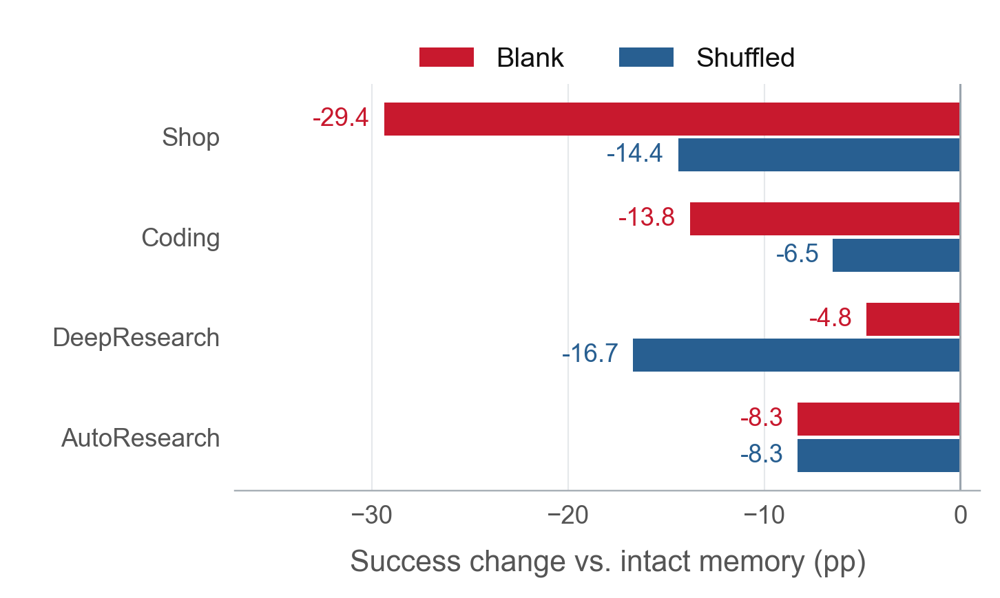 Blank Shuffled
Shop
-29.4
-14.4
Coding
-13.8
-6.5
DeepResearch
-4.8
-16.7
AutoResearch
-8.3
-8.3
−30 −20 −10 0
Success change vs. intact memory (pp)